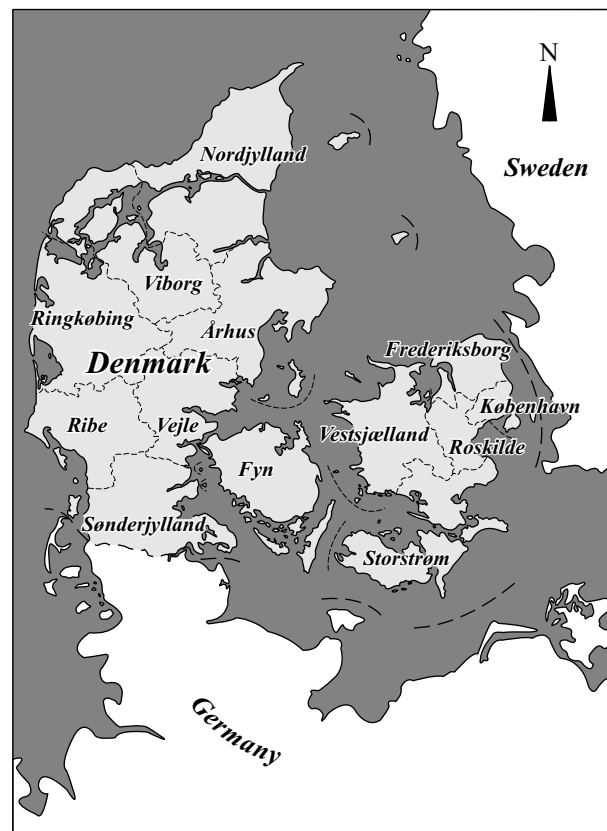 N
Sweden
Nordjylland
Viborg
Ringkøbing
Århus
Denmark
Frederiksborg
København
Ribe
Vejle
Vestsjælland
Roskilde
Fyn
Sønderjylland
Storstrøm
Germany